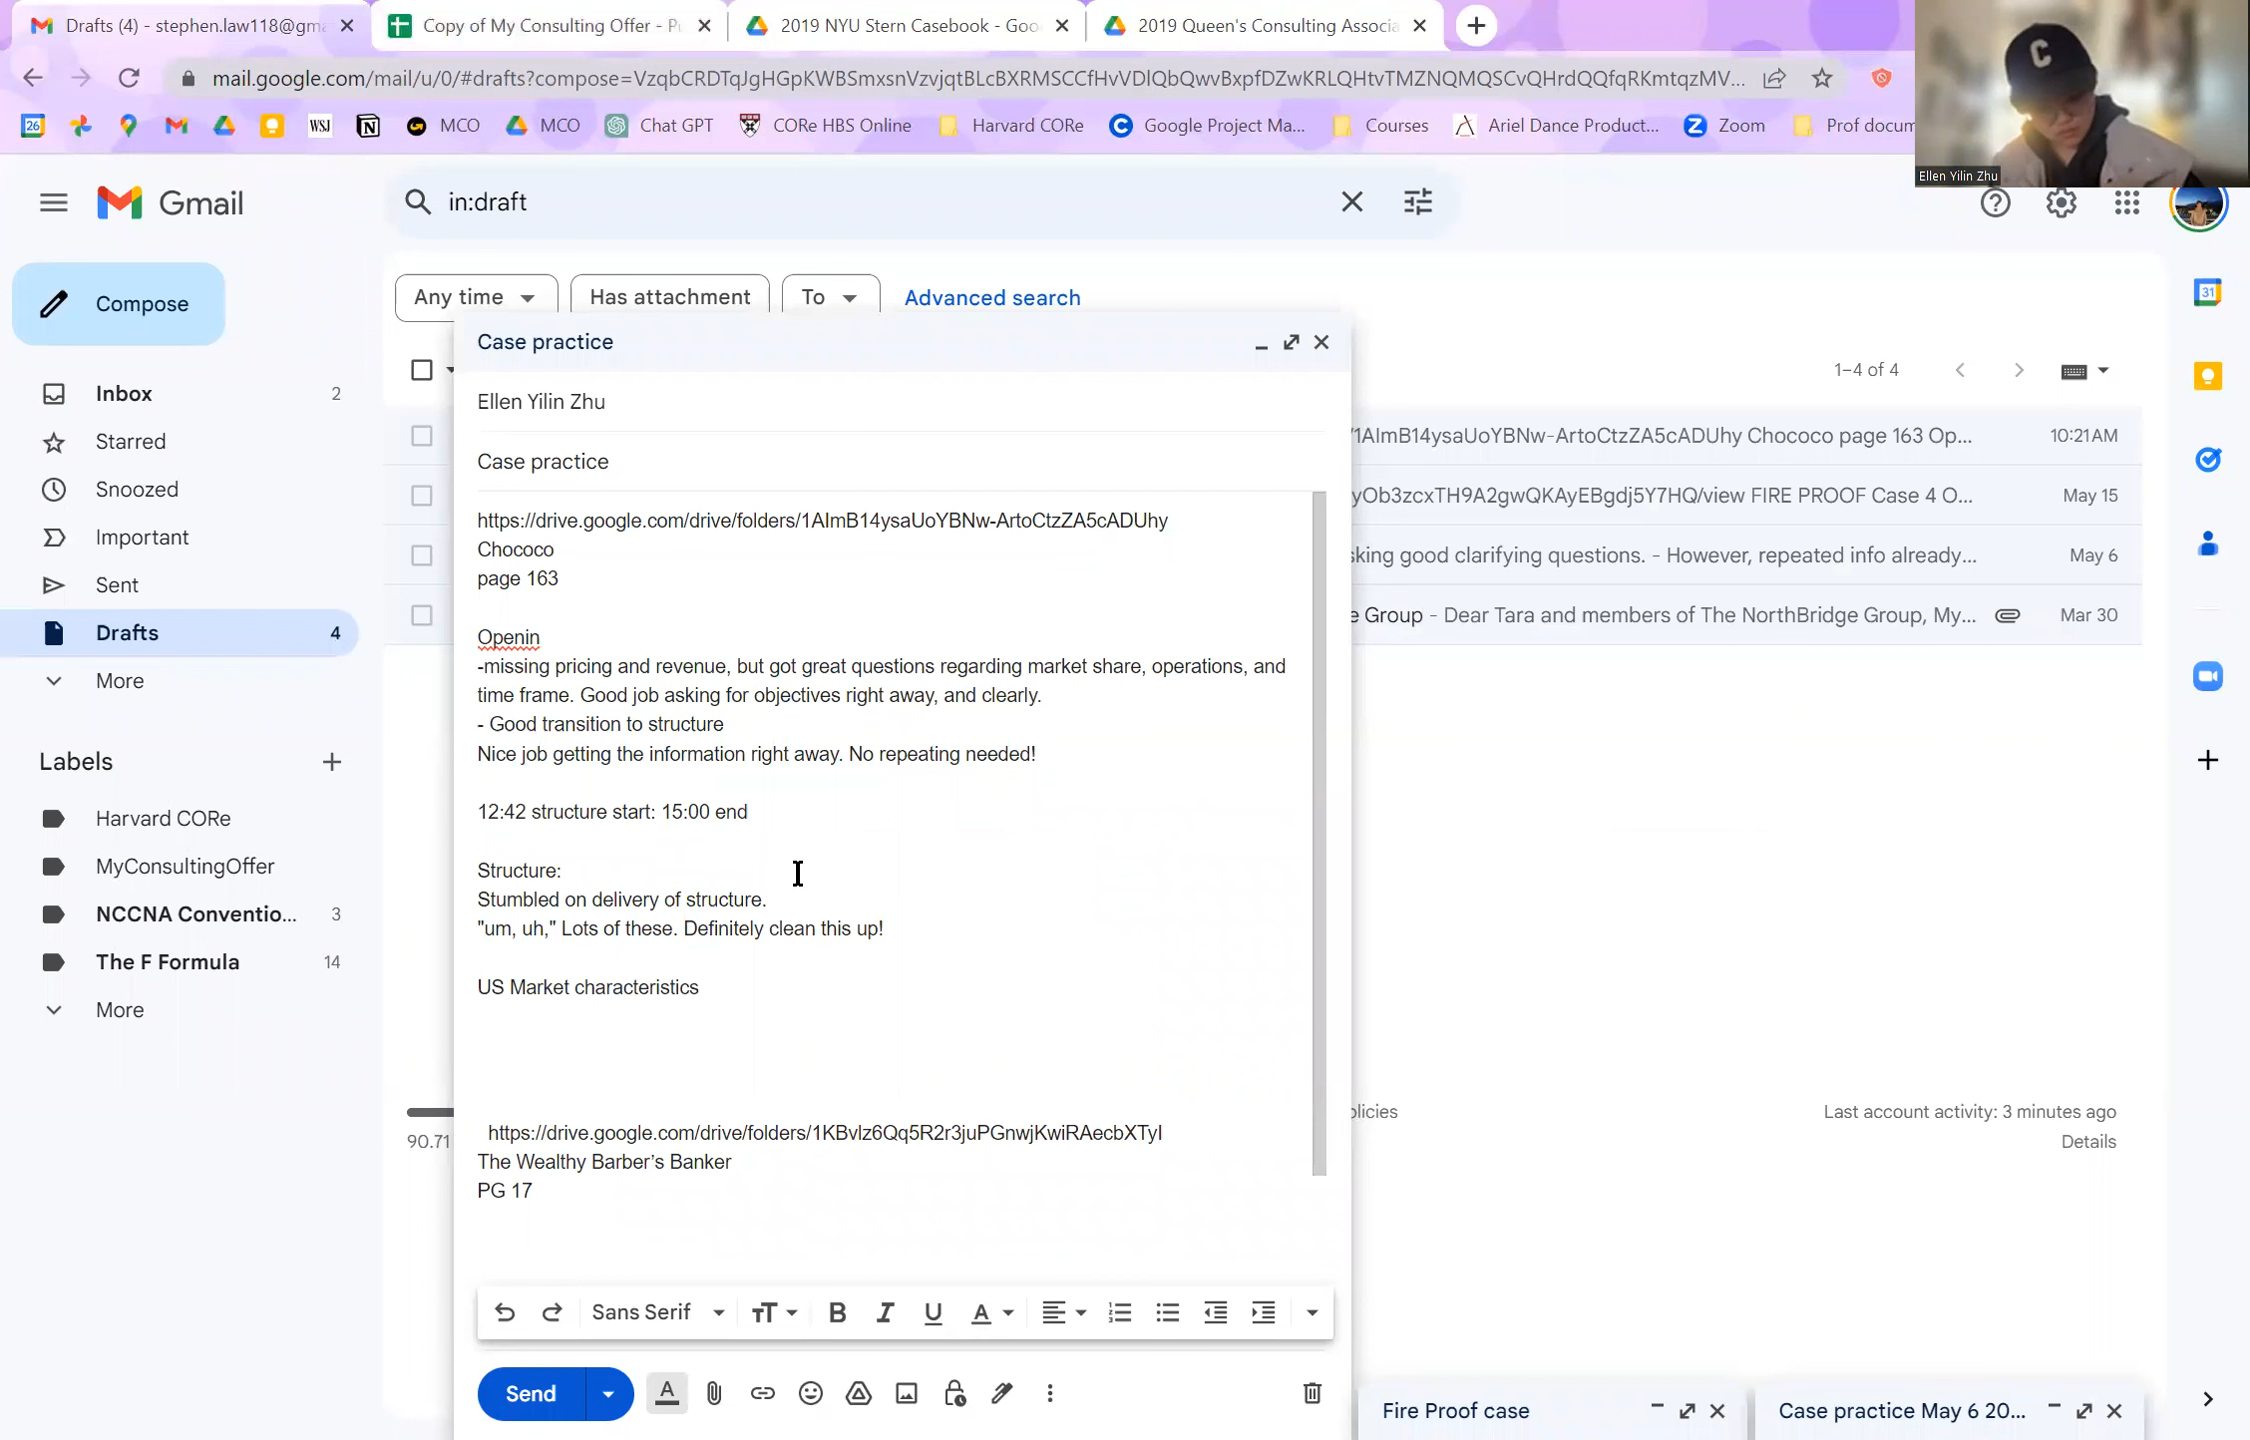 Drafts (4) - stephen.law118@gma
Copy of My Consulting Offer - P
2019 NYU Stern Casebook - Goo
2019 Queen's Consulting Associa
mail.google.com/mail/u/0/#drafts?compose=VzqbCRDTqJgHGpKWBSmxsnVzvjqtBLcBXRMSCCfHvVDlQbQwvBxpfDZwKRLQHtvTMZNQMQSCvQHrdQQfqRKmtqzMV...
26
WSJ
MCO
MCO
Chat GPT
CORe HBS Online
Harvard CORe
Google Project Ma...
Courses
Ariel Dance Product...
Zoom
Prof docum
C
Ellen Yilin Zhu
Gmail
in:draft
Compose
Any time
Has attachment
To
Advanced search
31
Inbox 2
Starred
Snoozed
Important
Sent
Drafts 4
More
Labels
Harvard CORe
MyConsultingOffer
NCCNA Conventio... 3
The F Formula 14
More
1–4 of 4
/1AImB14ysaUoYBNw-ArtoCtzZA5cADUhy Chococo page 163 Op... 10:21 AM
yOb3zcxTH9A2gwQKAyEBgdj5Y7HQ/view FIRE PROOF Case 4 O... May 15
sking good clarifying questions. - However, repeated info already... May 6
e Group - Dear Tara and members of The NorthBridge Group, My... Mar 30
Case practice
Ellen Yilin Zhu
Case practice
https://drive.google.com/drive/folders/1AImB14ysaUoYBNw-ArtoCtzZA5cADUhy
Chococo
page 163
Openin
-missing pricing and revenue, but got great questions regarding market share, operations, and
time frame. Good job asking for objectives right away, and clearly.
- Good transition to structure
Nice job getting the information right away. No repeating needed!
12:42 structure start: 15:00 end
Structure:
Stumbled on delivery of structure.
"um, uh," Lots of these. Definitely clean this up!
US Market characteristics
https://drive.google.com/drive/folders/1KBvlz6Qq5R2r3juPGnwjKwiRAecbXTyI
The Wealthy Barber's Banker
PG 17
90.71
olicies
Last account activity: 3 minutes ago
Details
Sans Serif
Send
Fire Proof case
Case practice May 6 20...